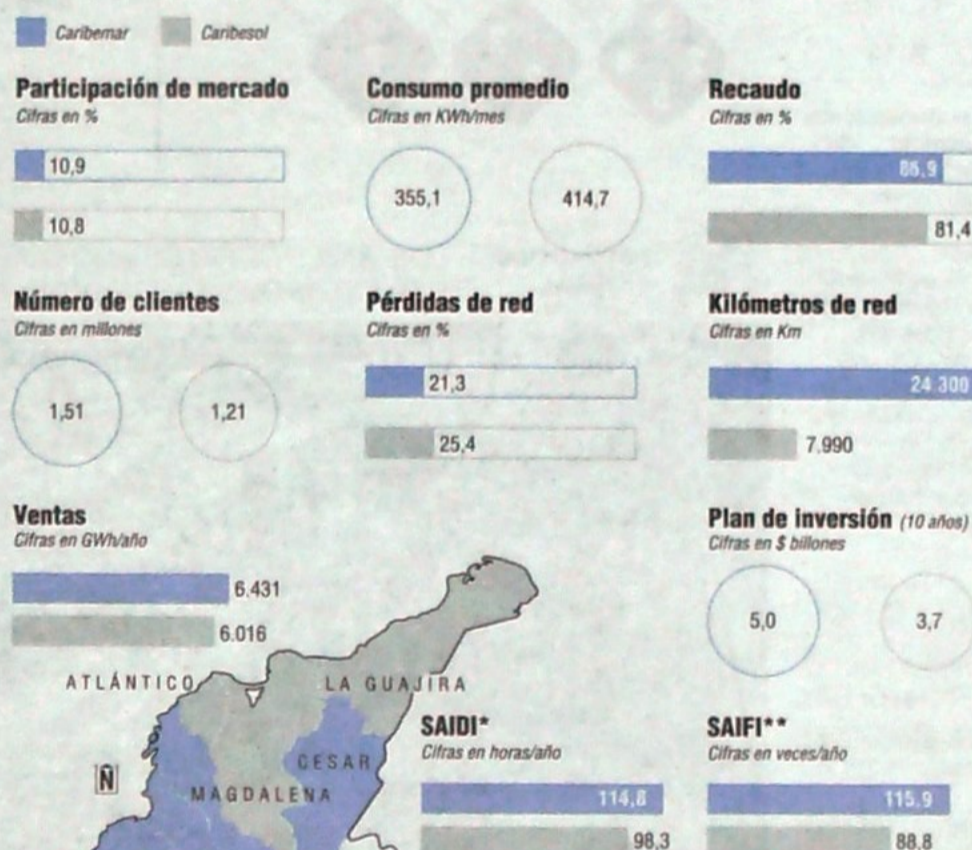 Caribemar
Caribesol
Participación de mercado
Cifras en %
10,9
10,8
Consumo promedio
Cifras en KWh/mes
355,1
414,7
Recaudo
Cifras en %
86,9
81,4
Número de clientes
Cifras en millones
1,51
1,21
Pérdidas de red
Cifras en %
21,3
25,4
Kilómetros de red
Cifras en Km
24 300
7.990
Ventas
Cifras en GWh/año
6.431
6.016
Plan de inversión (10 años)
Cifras en $ billones
5,0
3,7
ATLÁNTICO
LA GUAJIRA
CESAR
MAGDALENA
Ñ
SAIDI*
Cifras en horas/año
114,8
98,3
SAIFI**
Cifras en veces/año
115,9
88,8